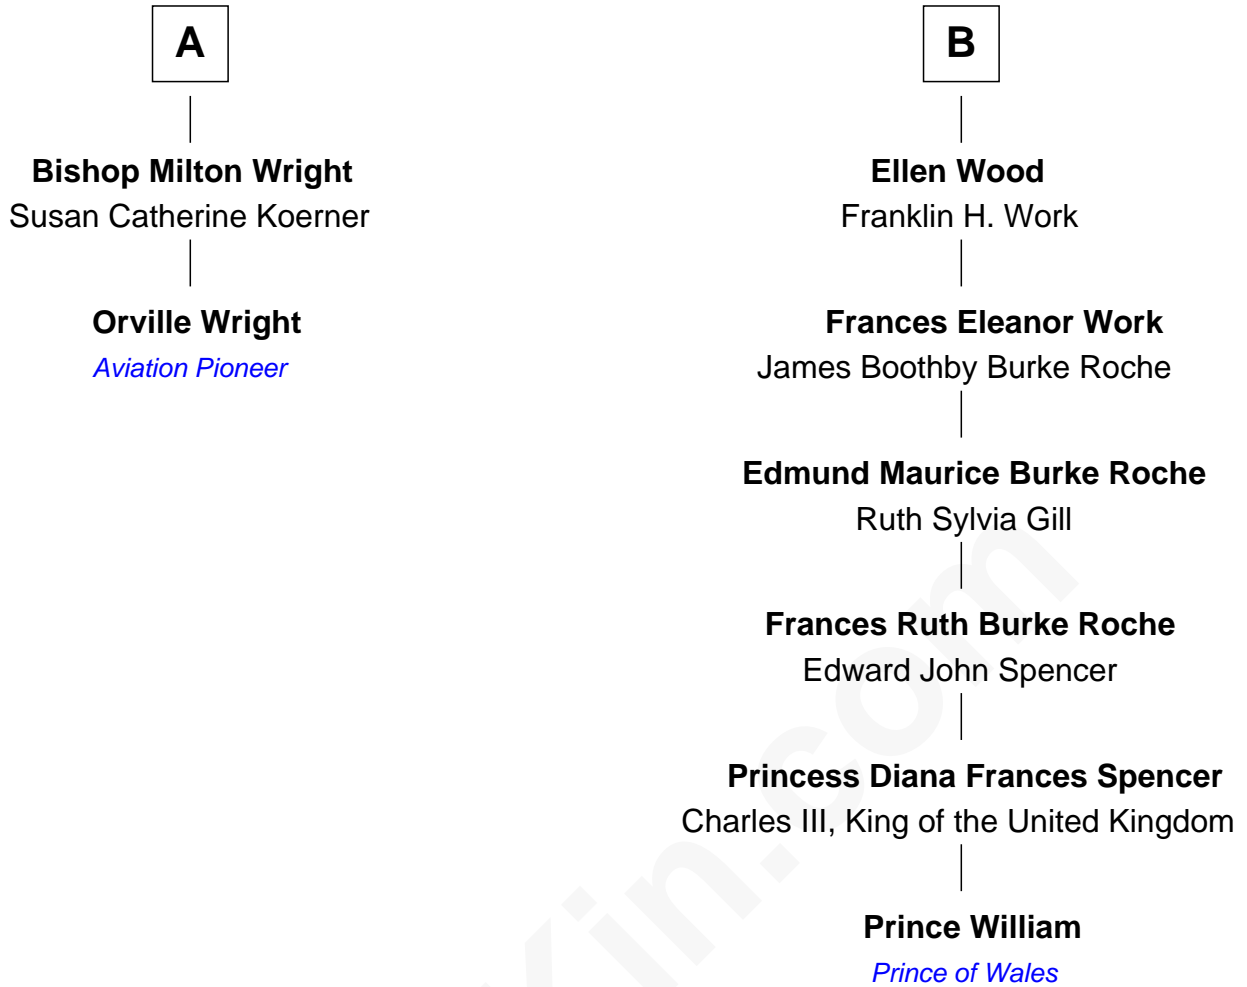 A
Bishop Milton Wright
Susan Catherine Koerner
Orville Wright
Aviation Pioneer
B
Ellen Wood
Franklin H. Work
Frances Eleanor Work
James Boothby Burke Roche
Edmund Maurice Burke Roche
Ruth Sylvia Gill
Frances Ruth Burke Roche
Edward John Spencer
Princess Diana Frances Spencer
Charles III, King of the United Kingdom
Prince William
Prince of Wales
Kin.com